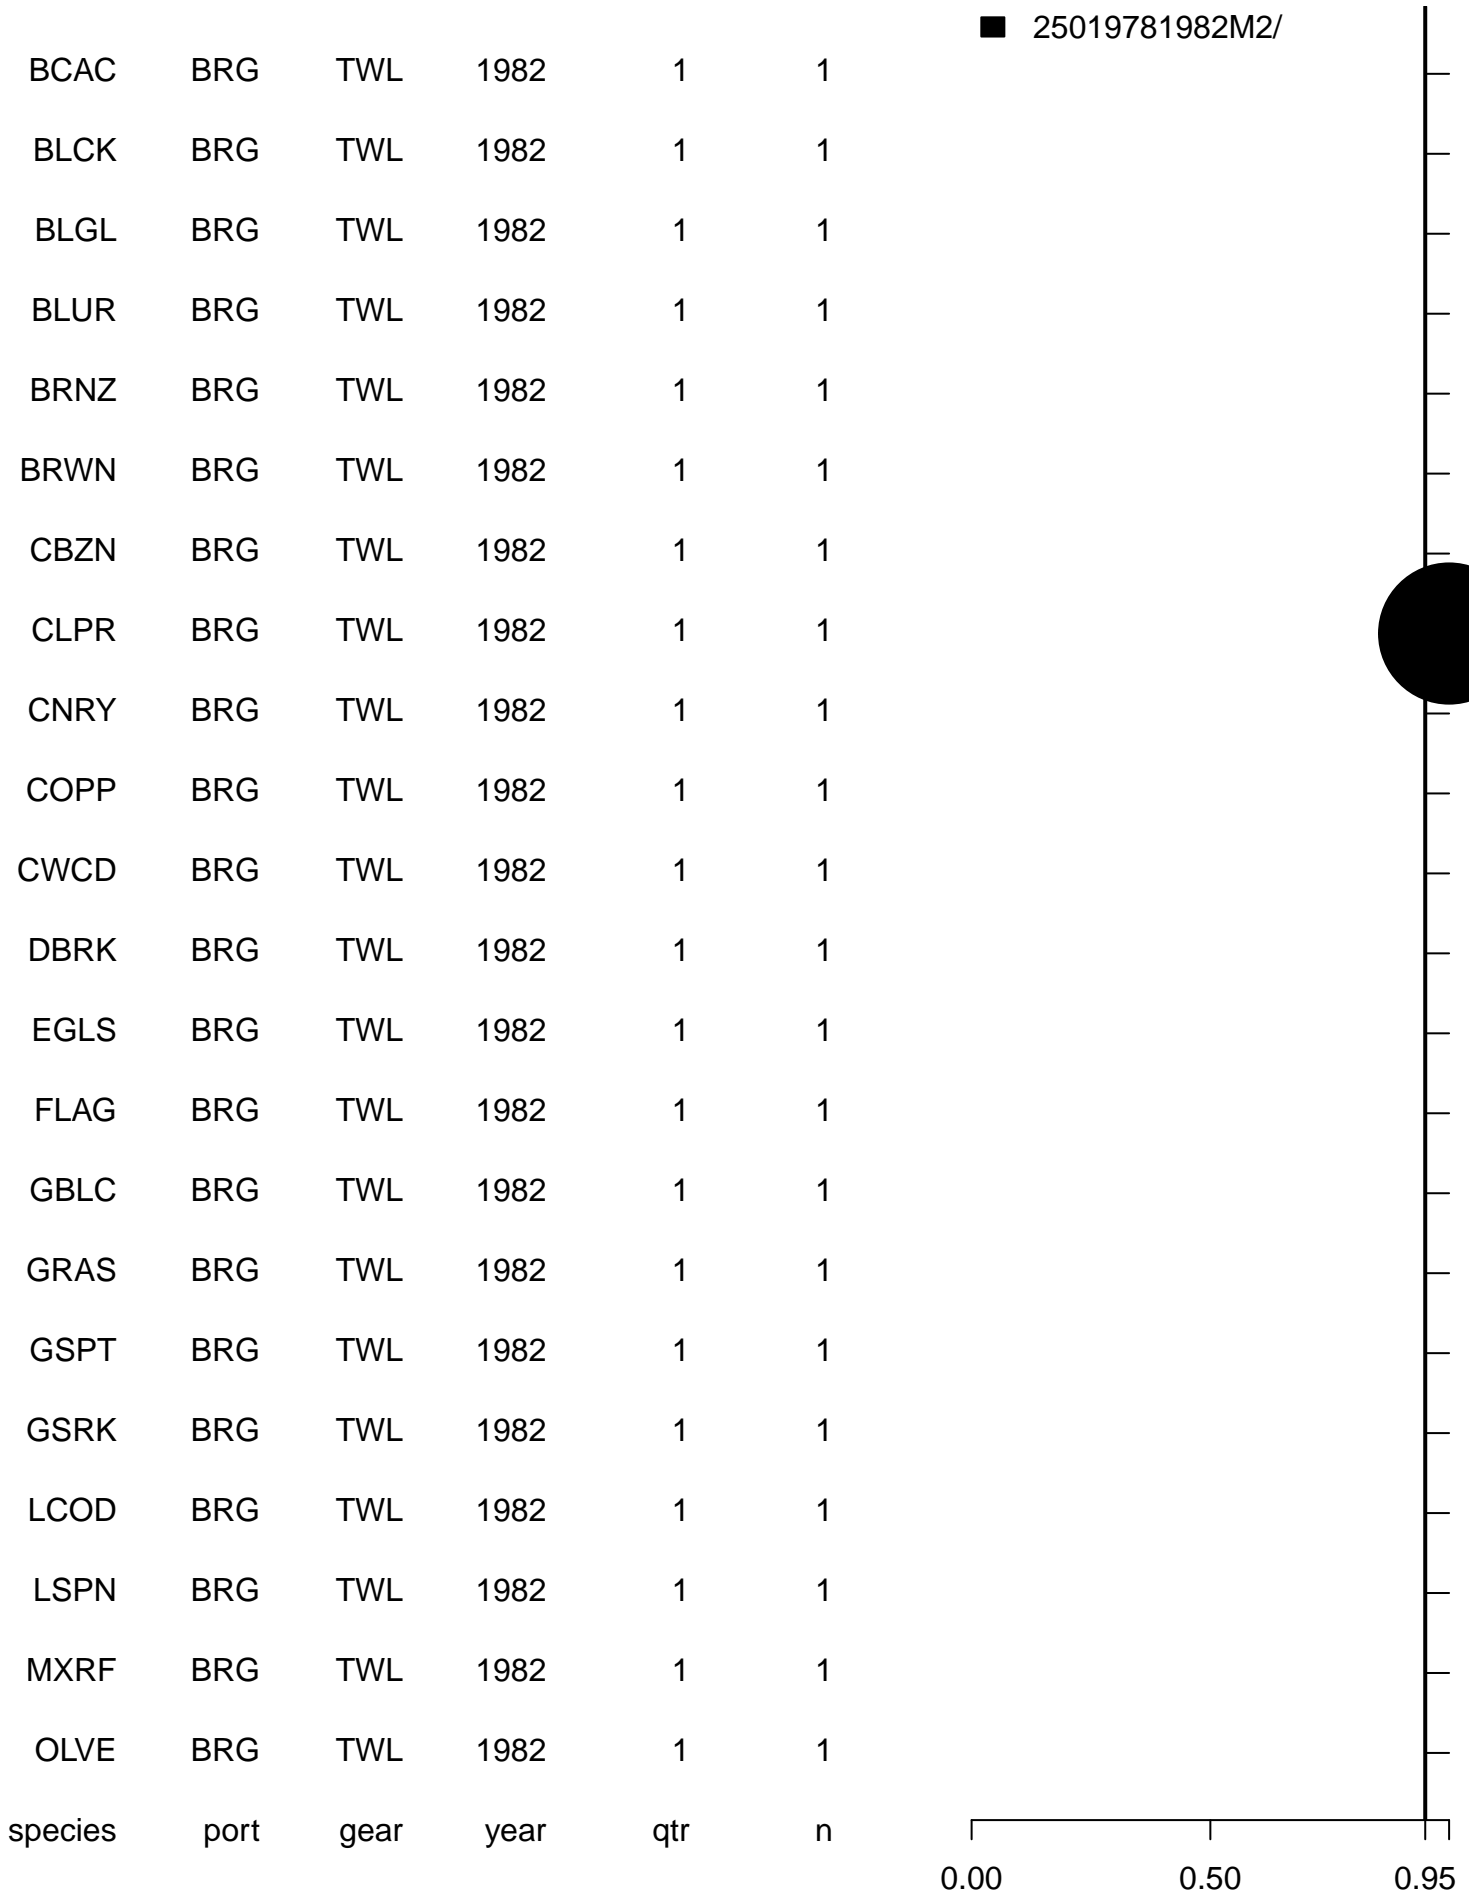 25019781982M2/
BCAC BRG TWL 1982 1 1
BLCK BRG TWL 1982 1 1
BLGL BRG TWL 1982 1 1
BLUR BRG TWL 1982 1 1
BRNZ BRG TWL 1982 1 1
BRWN BRG TWL 1982 1 1
CBZN BRG TWL 1982 1 1
CLPR BRG TWL 1982 1 1
CNRY BRG TWL 1982 1 1
COPP BRG TWL 1982 1 1
CWCD BRG TWL 1982 1 1
DBRK BRG TWL 1982 1 1
EGLS BRG TWL 1982 1 1
FLAG BRG TWL 1982 1 1
GBLC BRG TWL 1982 1 1
GRAS BRG TWL 1982 1 1
GSPT BRG TWL 1982 1 1
GSRK BRG TWL 1982 1 1
LCOD BRG TWL 1982 1 1
LSPN BRG TWL 1982 1 1
MXRF BRG TWL 1982 1 1
OLVE BRG TWL 1982 1 1
species port gear year qtr n
0.00 0.50 0.95